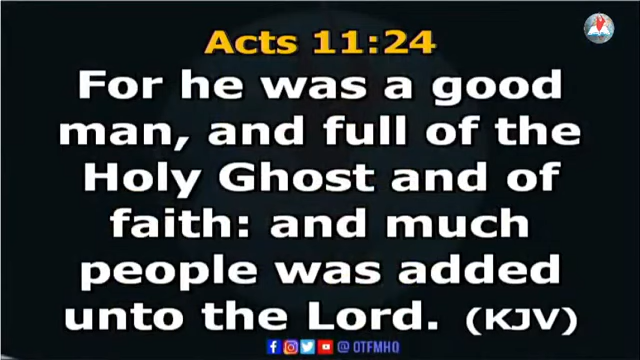 Acts 11:24
For he was a good
man, and full of the
Holy Ghost and of
faith: and much
people was added
unto the Lord. (KJV)
@ OTFMHQ